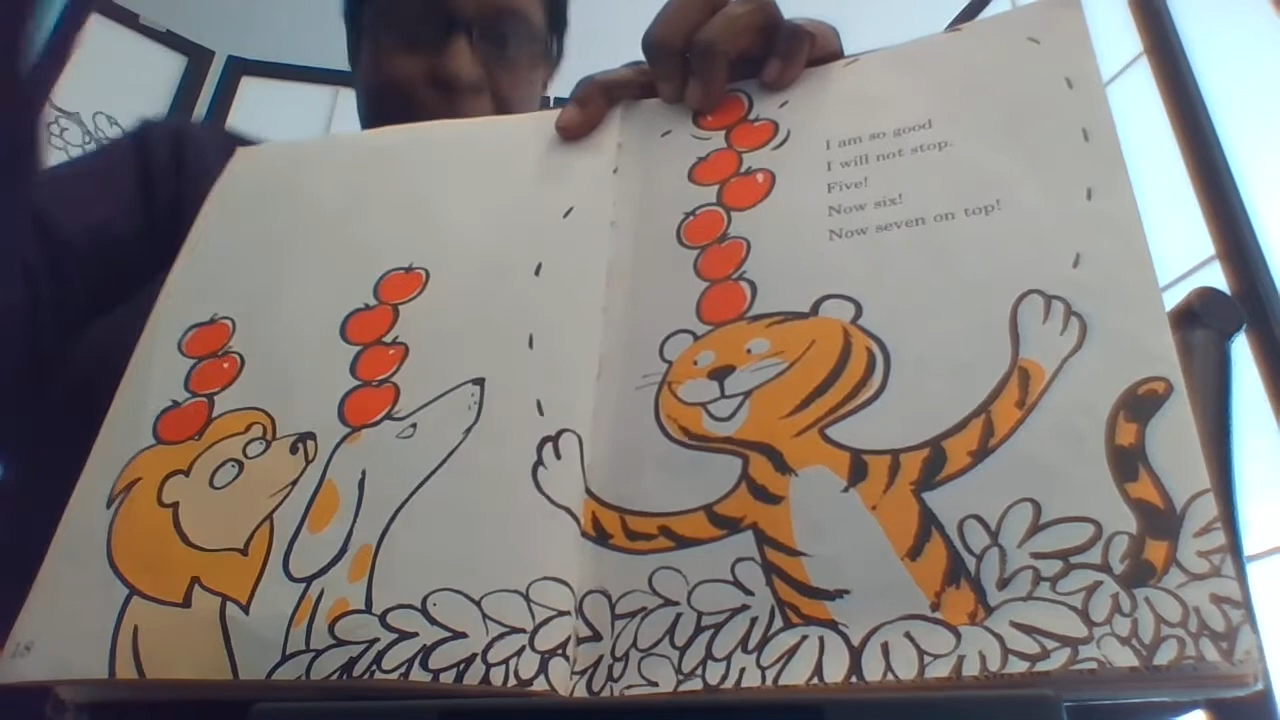 I am so good
I will not stop.
Five!
Now six!
Now seven on top!
18